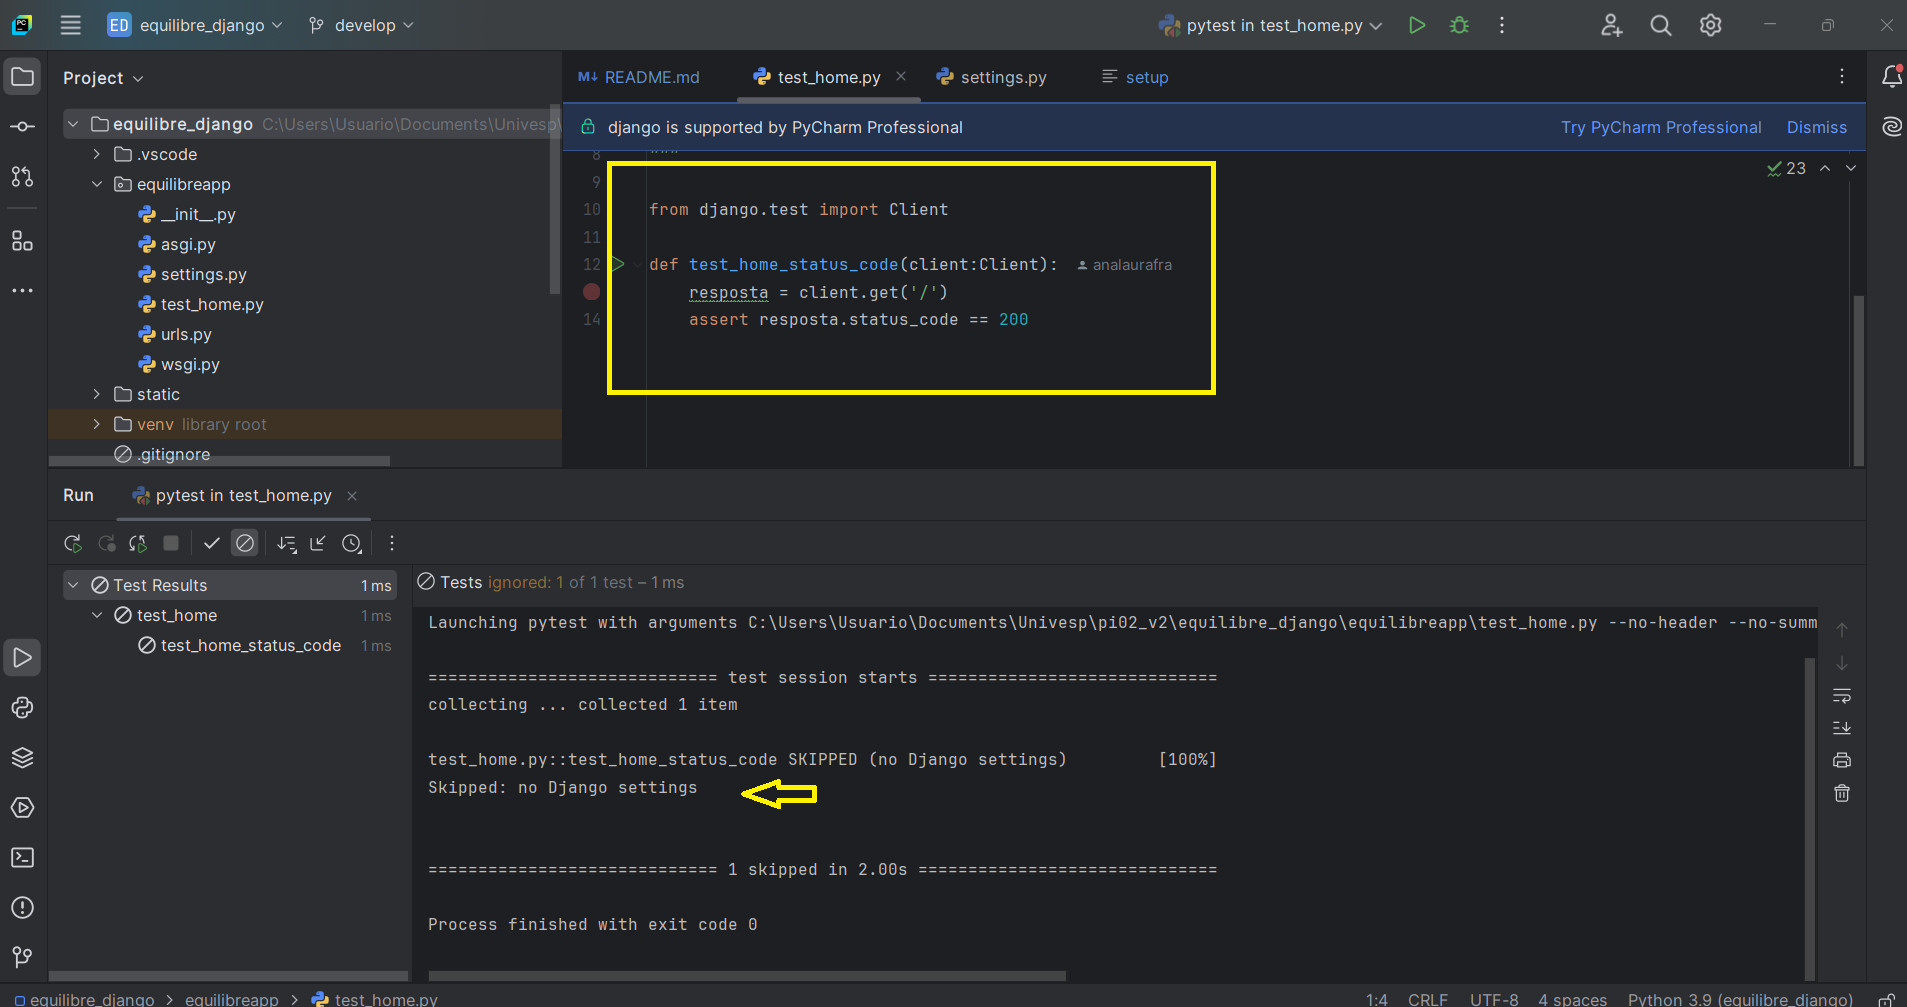 PC
ED equilibre_django
develop
pytest in test_home.py
Project
README.md
test_home.py
settings.py
setup
equilibre_django C:\Users\Usuario\Documents\Univesp\
.vscode
equilibreapp
__init__.py
asgi.py
settings.py
test_home.py
urls.py
wsgi.py
static
venv library root
.gitignore
django is supported by PyCharm Professional
Try PyCharm Professional
Dismiss
23
8 """
9
10 from django.test import Client
11
12 def test_home_status_code(client:Client): analaurafra
resposta = client.get('/')
14 assert resposta.status_code == 200
Run
pytest in test_home.py
Test Results 1 ms
test_home 1 ms
test_home_status_code 1 ms
Tests ignored: 1 of 1 test – 1 ms
Launching pytest with arguments C:\Users\Usuario\Documents\Univesp\pi02_v2\equilibre_django\equilibreapp\test_home.py --no-header --no-summ
============================= test session starts =============================
collecting ... collected 1 item
test_home.py::test_home_status_code SKIPPED (no Django settings) [100%]
Skipped: no Django settings
============================= 1 skipped in 2.00s ==============================
Process finished with exit code 0
equilibre_django > equilibreapp > test_home.py
1:4 CRLF UTF-8 4 spaces Python 3.9 (equilibre_django)